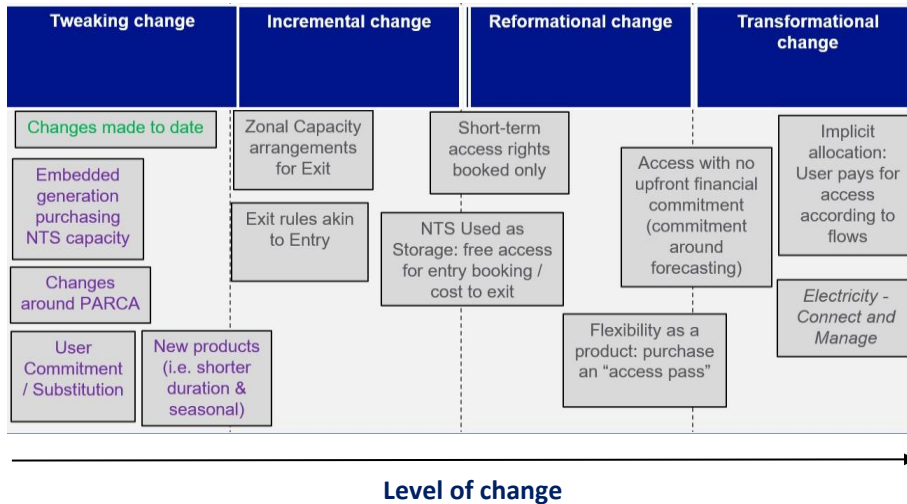 Tweaking change
Incremental change
Reformational change
Transformational
change
Changes made to date
Embedded
generation
purchasing
NTS capacity
Changes
around PARCA
User
Commitment
/ Substitution
New products
(i.e. shorter
duration &
seasonal)
Zonal Capacity
arrangements
for Exit
Exit rules akin
to Entry
Short-term
access rights
booked only
NTS Used as
Storage: free access
for entry booking /
cost to exit
Access with no
upfront financial
commitment
(commitment
around
forecasting)
Flexibility as a
product: purchase
an “access pass”
Implicit
allocation:
User pays for
access
according to
flows
Electricity -
Connect and
Manage
Level of change